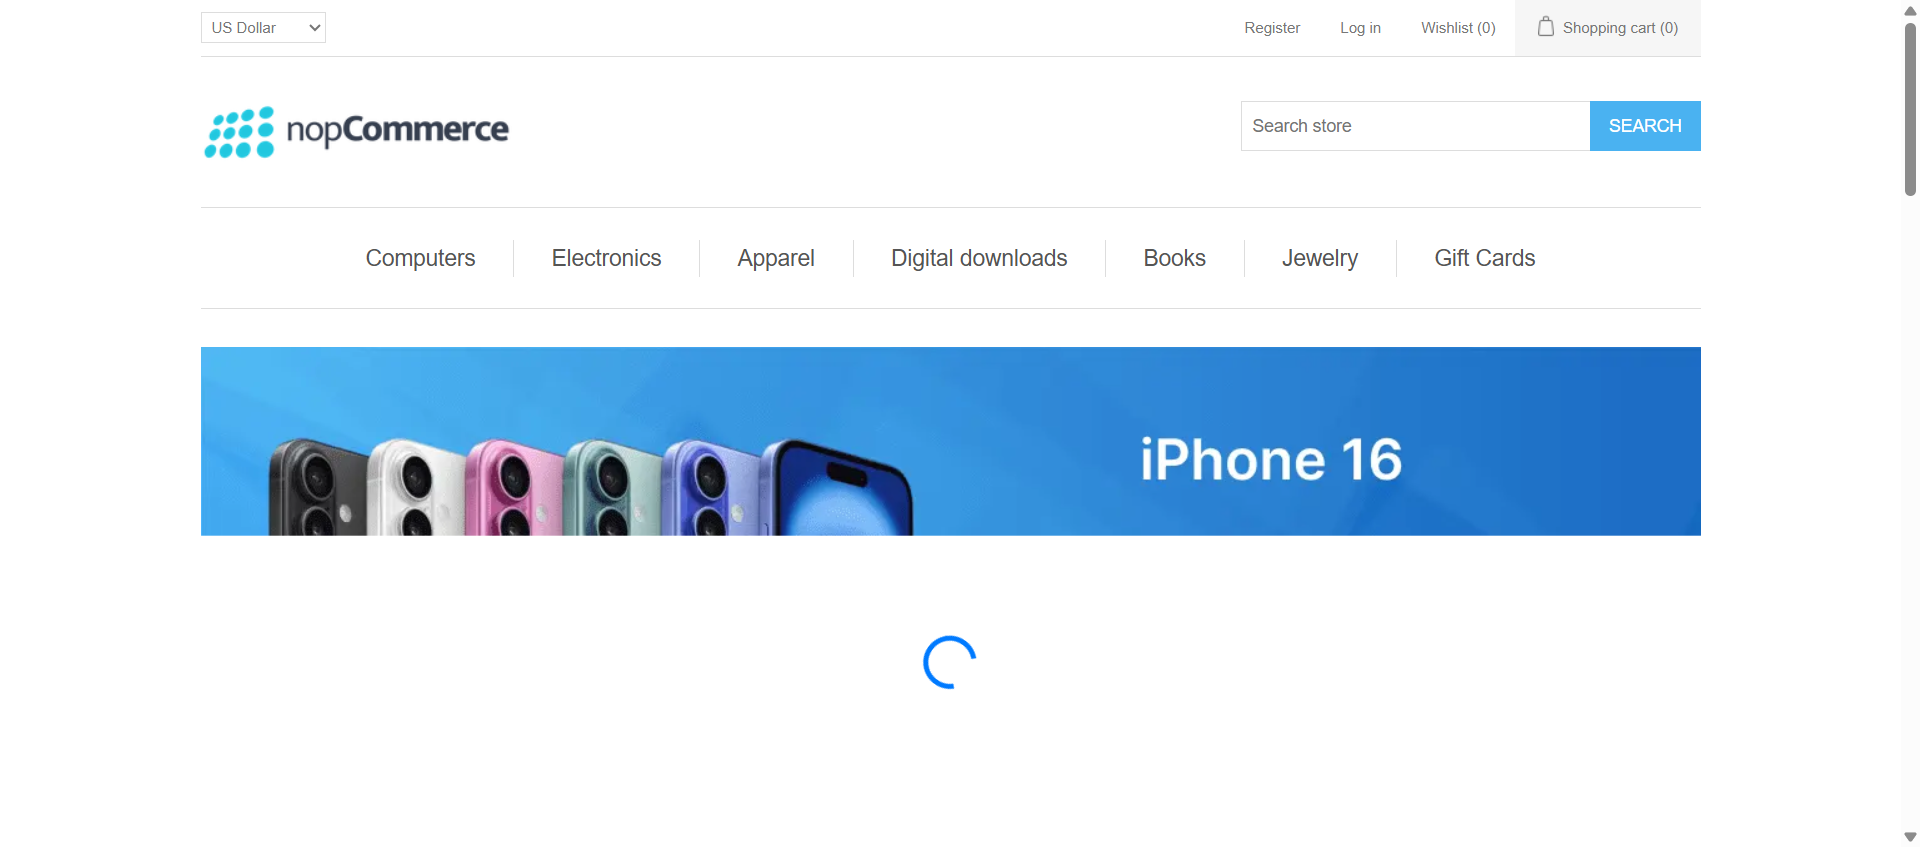 US Dollar
Register
Log in
Wishlist (0)
Shopping cart (0)
nopCommerce
Search store
SEARCH
Computers
Electronics
Apparel
Digital downloads
Books
Jewelry
Gift Cards
iPhone 16